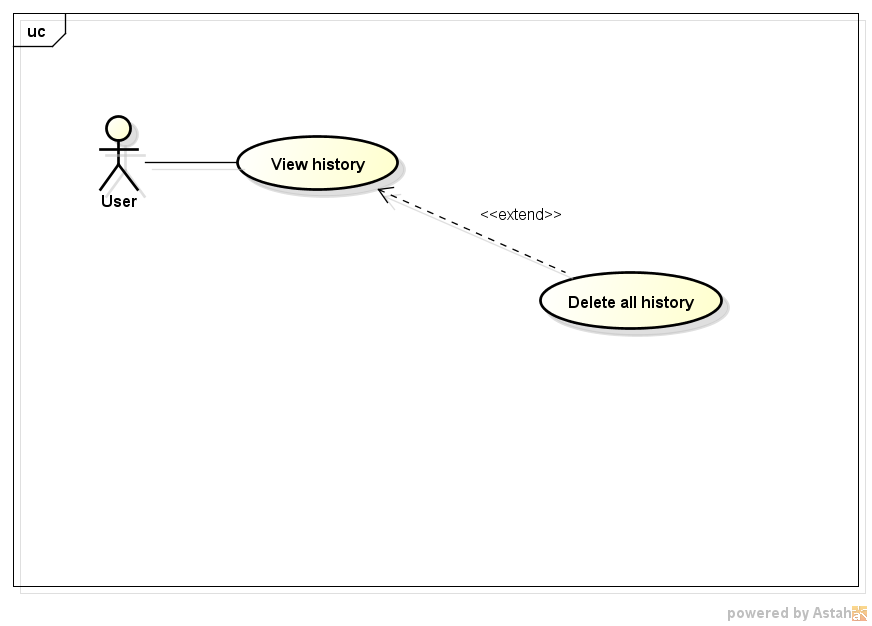 uc
User
View history
<<extend>>
Delete all history
powered by Astah